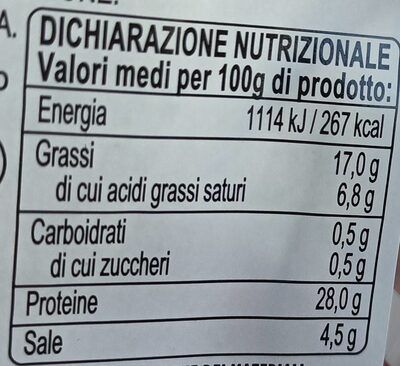 A.
DICHIARAZIONE NUTRIZIONALE
Valori medi per 100g di prodotto:
Energia 1114 kJ / 267 kcal
Grassi 17,0 g
di cui acidi grassi saturi 6,8 g
Carboidrati 0,5 g
di cui zuccheri 0,5 g
Proteine 28,0 g
Sale 4,5 g